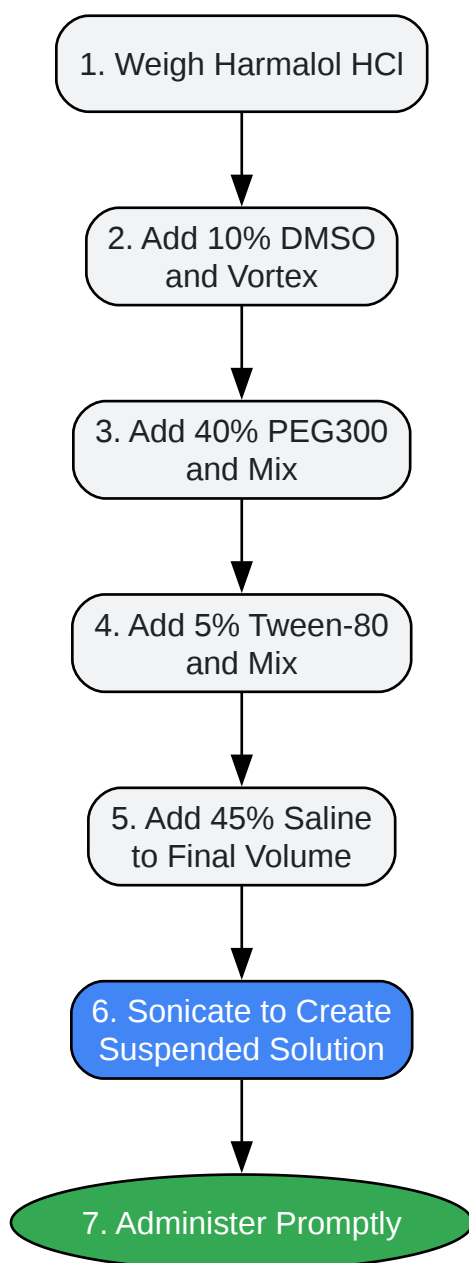 1. Weigh Harmalol HCl
2. Add 10% DMSO
and Vortex
3. Add 40% PEG300
and Mix
4. Add 5% Tween-80
and Mix
5. Add 45% Saline
to Final Volume
6. Sonicate to Create
Suspended Solution
7. Administer Promptly